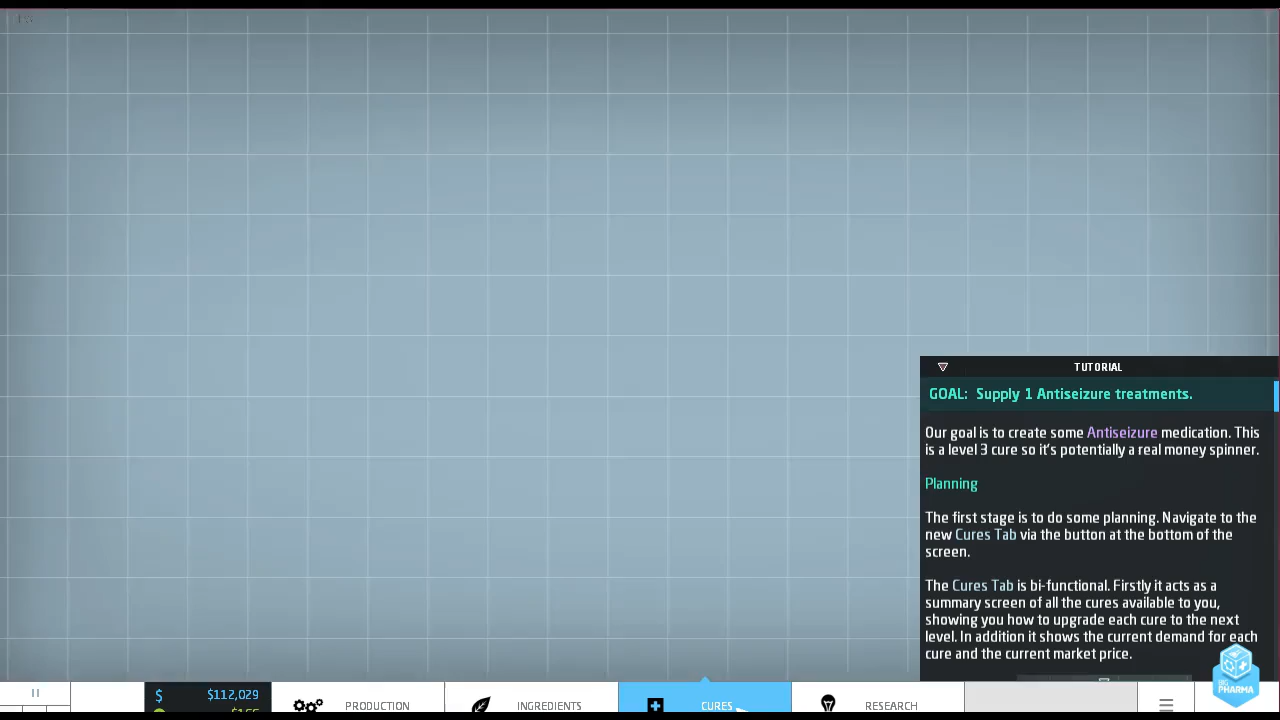 TUTORIAL
GOAL: Supply 1 Antiseizure treatments.
Our goal is to create some Antiseizure medication. This
is a level 3 cure so it's potentially a real money spinner.
Planning
The first stage is to do some planning. Navigate to the
new Cures Tab via the button at the bottom of the
screen.
The Cures Tab is bi-functional. Firstly it acts as a
summary screen of all the cures available to you,
showing you how to upgrade each cure to the next
level. In addition it shows the current demand for each
cure and the current market price.
$ $112,029
PRODUCTION
INGREDIENTS
CURES
RESEARCH
BIG
PHARMA